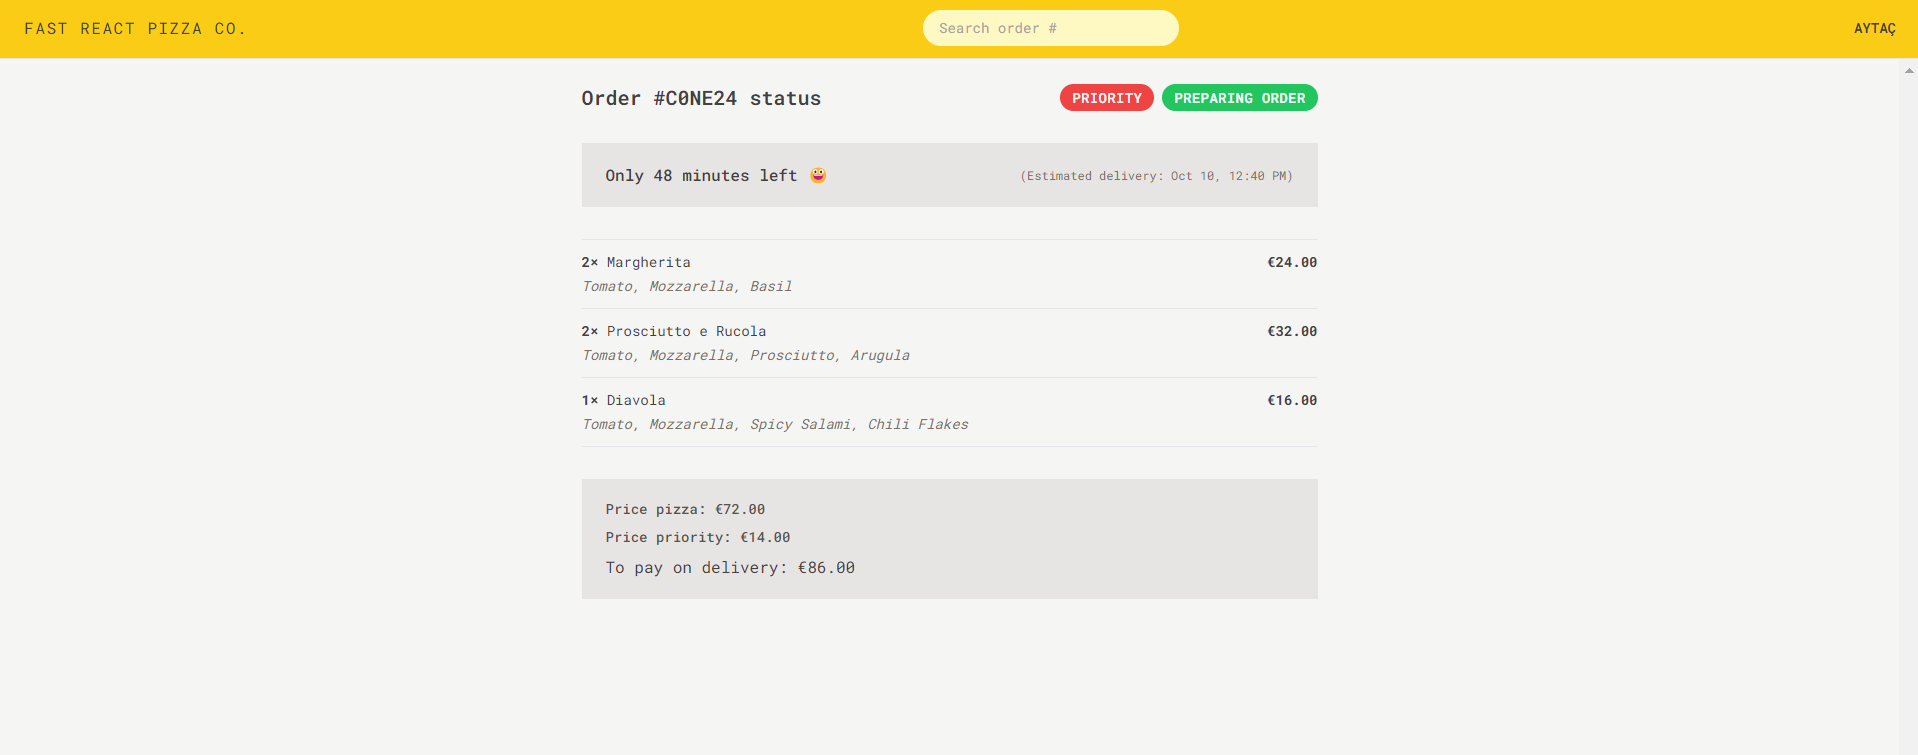 FAST REACT PIZZA CO.
Search order #
AYTAÇ
Order #C0NE24 status
PRIORITY
PREPARING ORDER
Only 48 minutes left 😀
(Estimated delivery: Oct 10, 12:40 PM)
2× Margherita
€24.00
Tomato, Mozzarella, Basil
2× Prosciutto e Rucola
€32.00
Tomato, Mozzarella, Prosciutto, Arugula
1× Diavola
€16.00
Tomato, Mozzarella, Spicy Salami, Chili Flakes
Price pizza: €72.00
Price priority: €14.00
To pay on delivery: €86.00